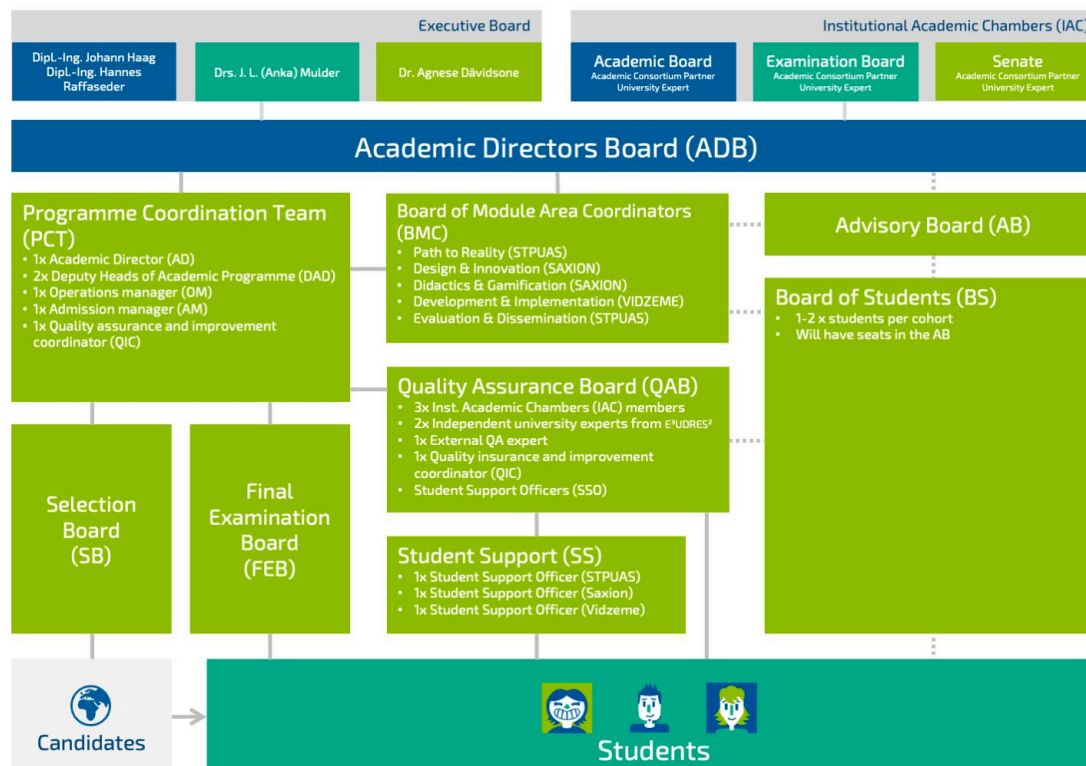 Executive Board
Dipl.-Ing. Johann Haag
Dipl.-Ing. Hannes
Raffaseder
Drs. J. L. (Anka) Mulder
Dr. Agnese Dāvidsone
Institutional Academic Chambers (IAC)
Academic Board
Academic Consortium Partner
University Expert
Examination Board
Academic Consortium Partner
University Expert
Senate
Academic Consortium Partner
University Expert
Academic Directors Board (ADB)
Programme Coordination Team
(PCT)
• 1x Academic Director (AD)
• 2x Deputy Heads of Academic Programme (DAD)
• 1x Operations manager (OM)
• 1x Admission manager (AM)
• 1x Quality assurance and improvement
coordinator (QIC)
Board of Module Area Coordinators
(BMC)
• Path to Reality (STPUAS)
• Design & Innovation (SAXION)
• Didactics & Gamification (SAXION)
• Development & Implementation (VIDZEME)
• Evaluation & Dissemination (STPUAS)
Advisory Board (AB)
Board of Students (BS)
• 1-2 x students per cohort
• Will have seats in the AB
Quality Assurance Board (QAB)
• 3x Inst. Academic Chambers (IAC) members
• 2x Independent university experts from E³UDRES²
• 1x External QA expert
• 1x Quality insurance and improvement
coordinator (QIC)
• Student Support Officers (SSO)
Selection
Board
(SB)
Final
Examination
Board
(FEB)
Student Support (SS)
• 1x Student Support Officer (STPUAS)
• 1x Student Support Officer (Saxion)
• 1x Student Support Officer (Vidzeme)
Candidates
Students